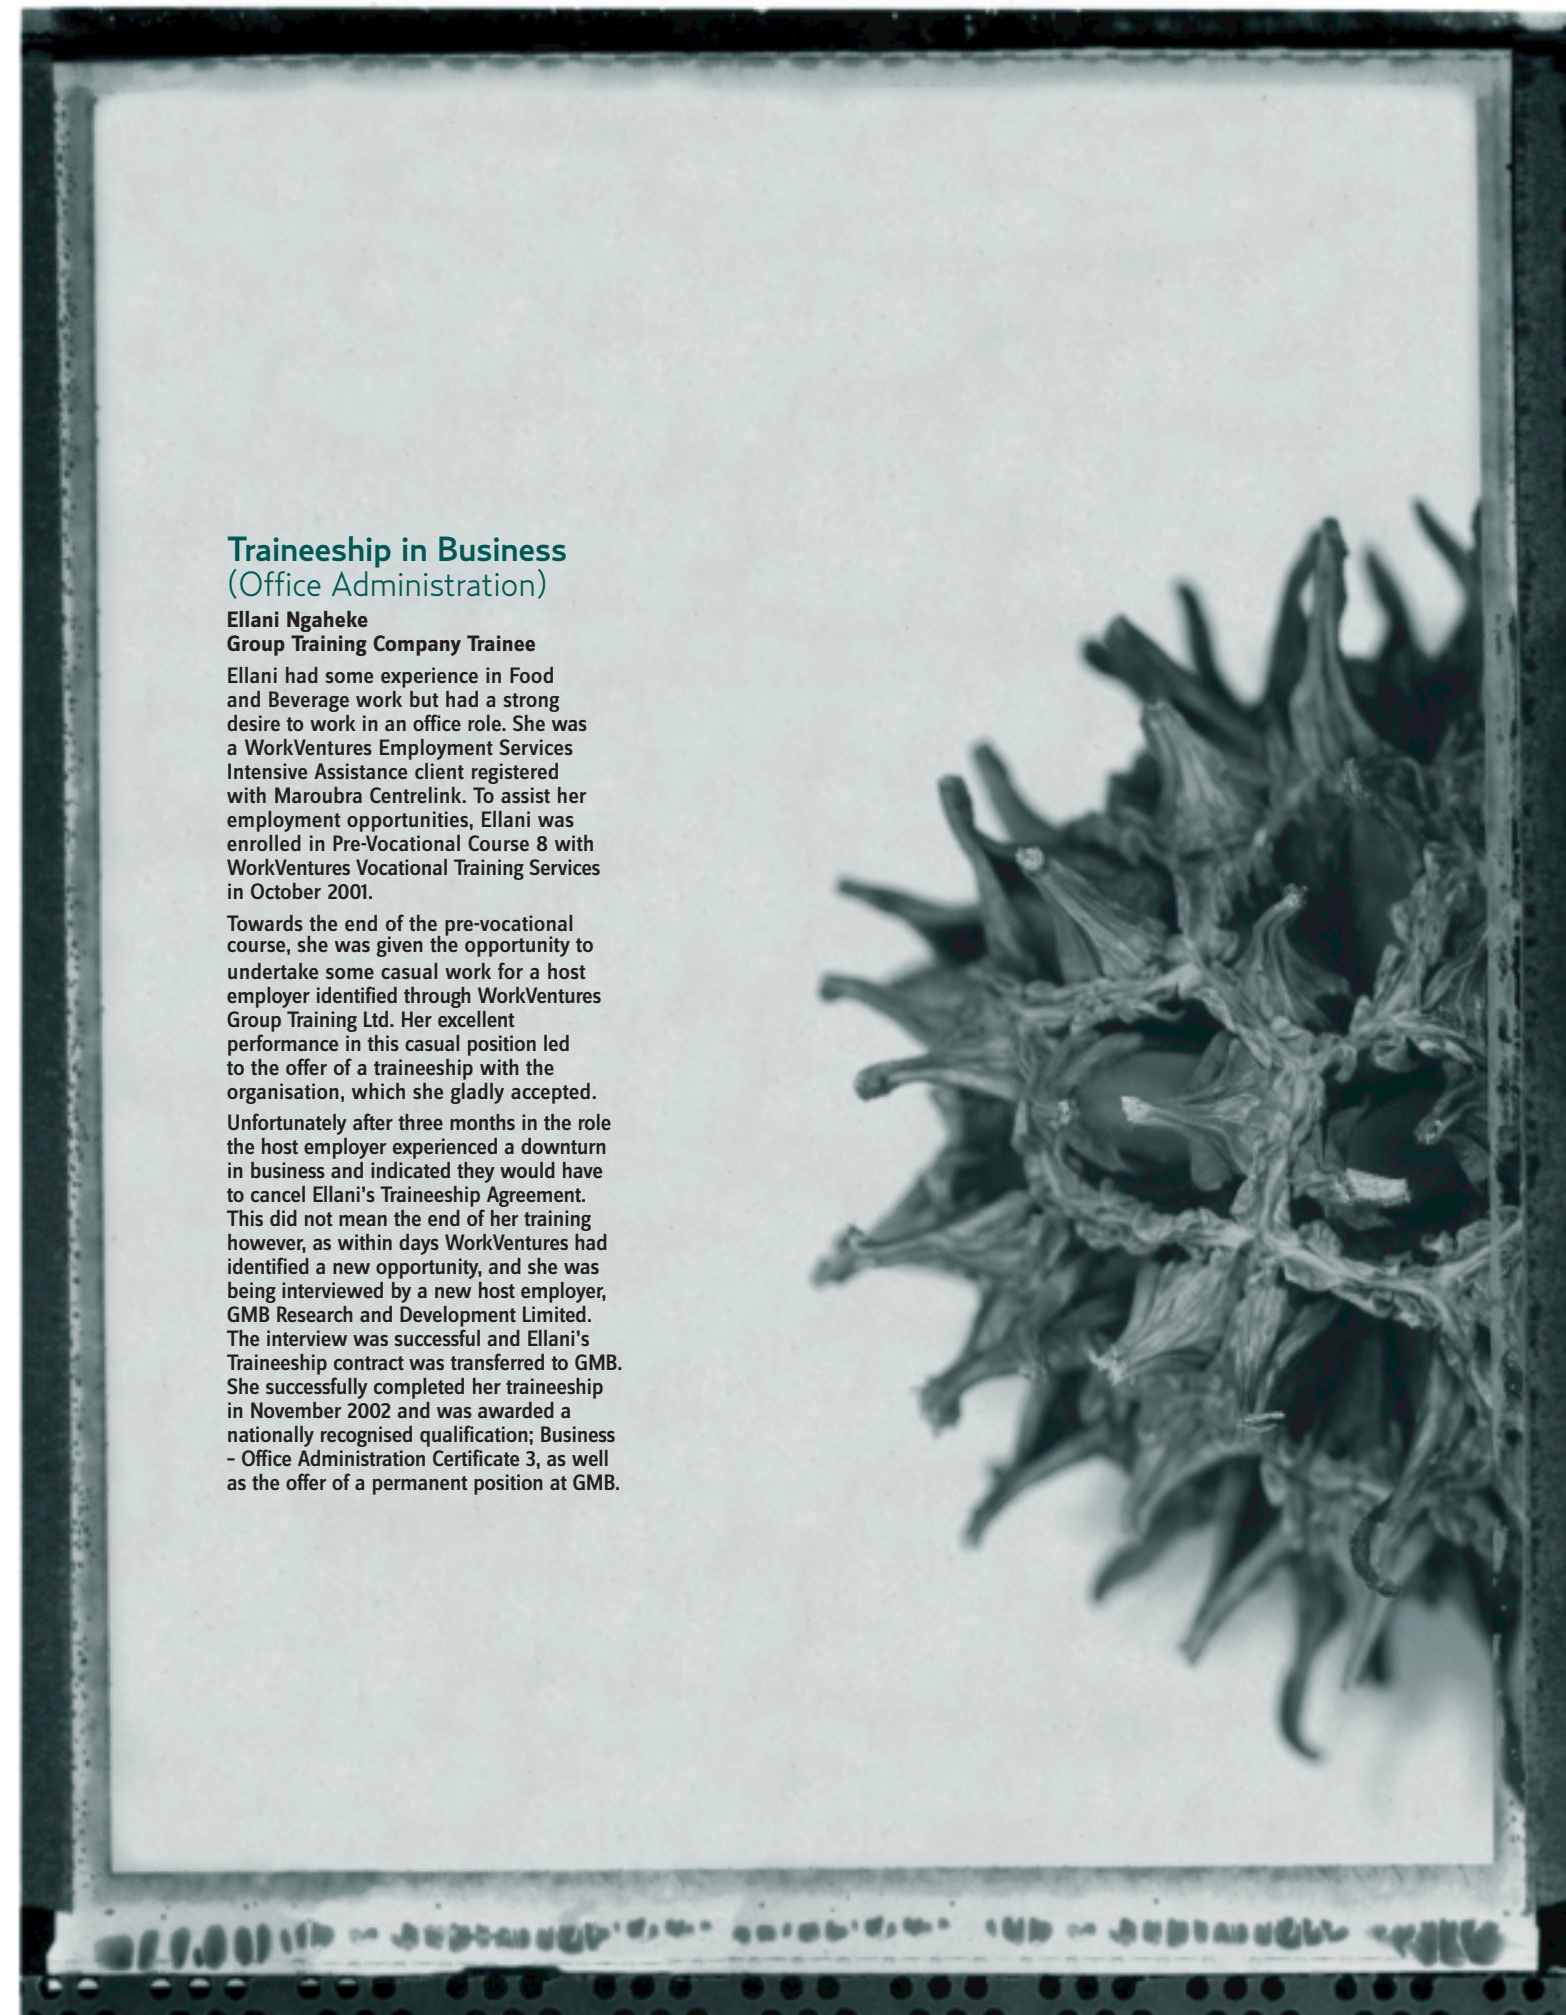 Traineeship in Business
(Office Administration)
Ellani Ngaheke
Group Training Company Trainee
Ellani had some experience in Food
and Beverage work but had a strong
desire to work in an office role. She was
a WorkVentures Employment Services
Intensive Assistance client registered
with Maroubra Centrelink. To assist her
employment opportunities, Ellani was
enrolled in Pre-Vocational Course 8 with
WorkVentures Vocational Training Services
in October 2001.
Towards the end of the pre-vocational
course, she was given the opportunity to
undertake some casual work for a host
employer identified through WorkVentures
Group Training Ltd. Her excellent
performance in this casual position led
to the offer of a traineeship with the
organisation, which she gladly accepted.
Unfortunately after three months in the role
the host employer experienced a downturn
in business and indicated they would have
to cancel Ellani's Traineeship Agreement.
This did not mean the end of her training
however, as within days WorkVentures had
identified a new opportunity, and she was
being interviewed by a new host employer,
GMB Research and Development Limited.
The interview was successful and Ellani's
Traineeship contract was transferred to GMB.
She successfully completed her traineeship
in November 2002 and was awarded a
nationally recognised qualification; Business
– Office Administration Certificate 3, as well
as the offer of a permanent position at GMB.